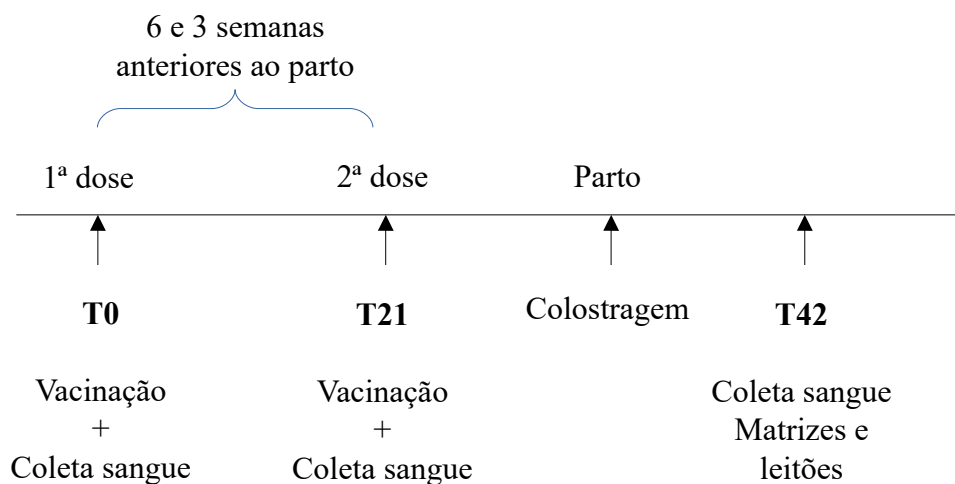 6 e 3 semanas
anteriores ao parto
1ª dose
2ª dose
Parto
T0
T21
Colostragem
T42
Vacinação
+
Coleta sangue
Vacinação
+
Coleta sangue
Coleta sangue
Matrizes e
leitões